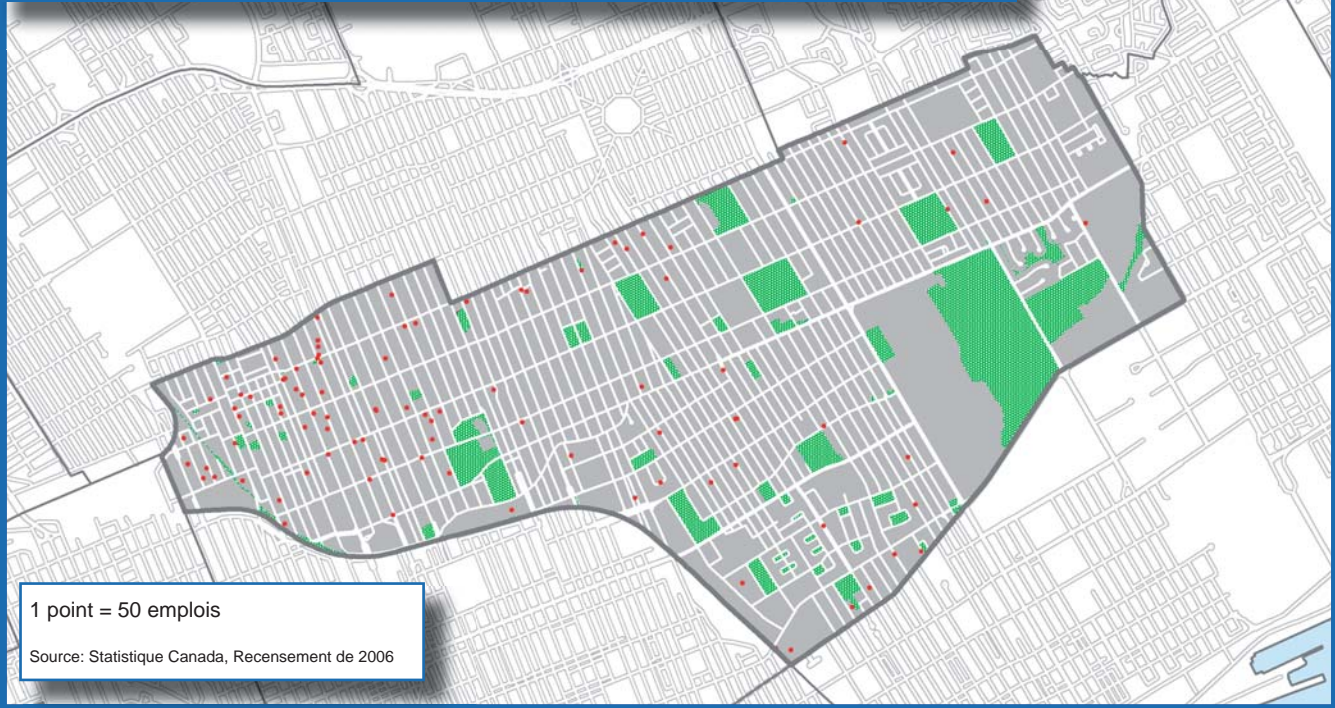 1 point = 50 emplois
Source: Statistique Canada, Recensement de 2006